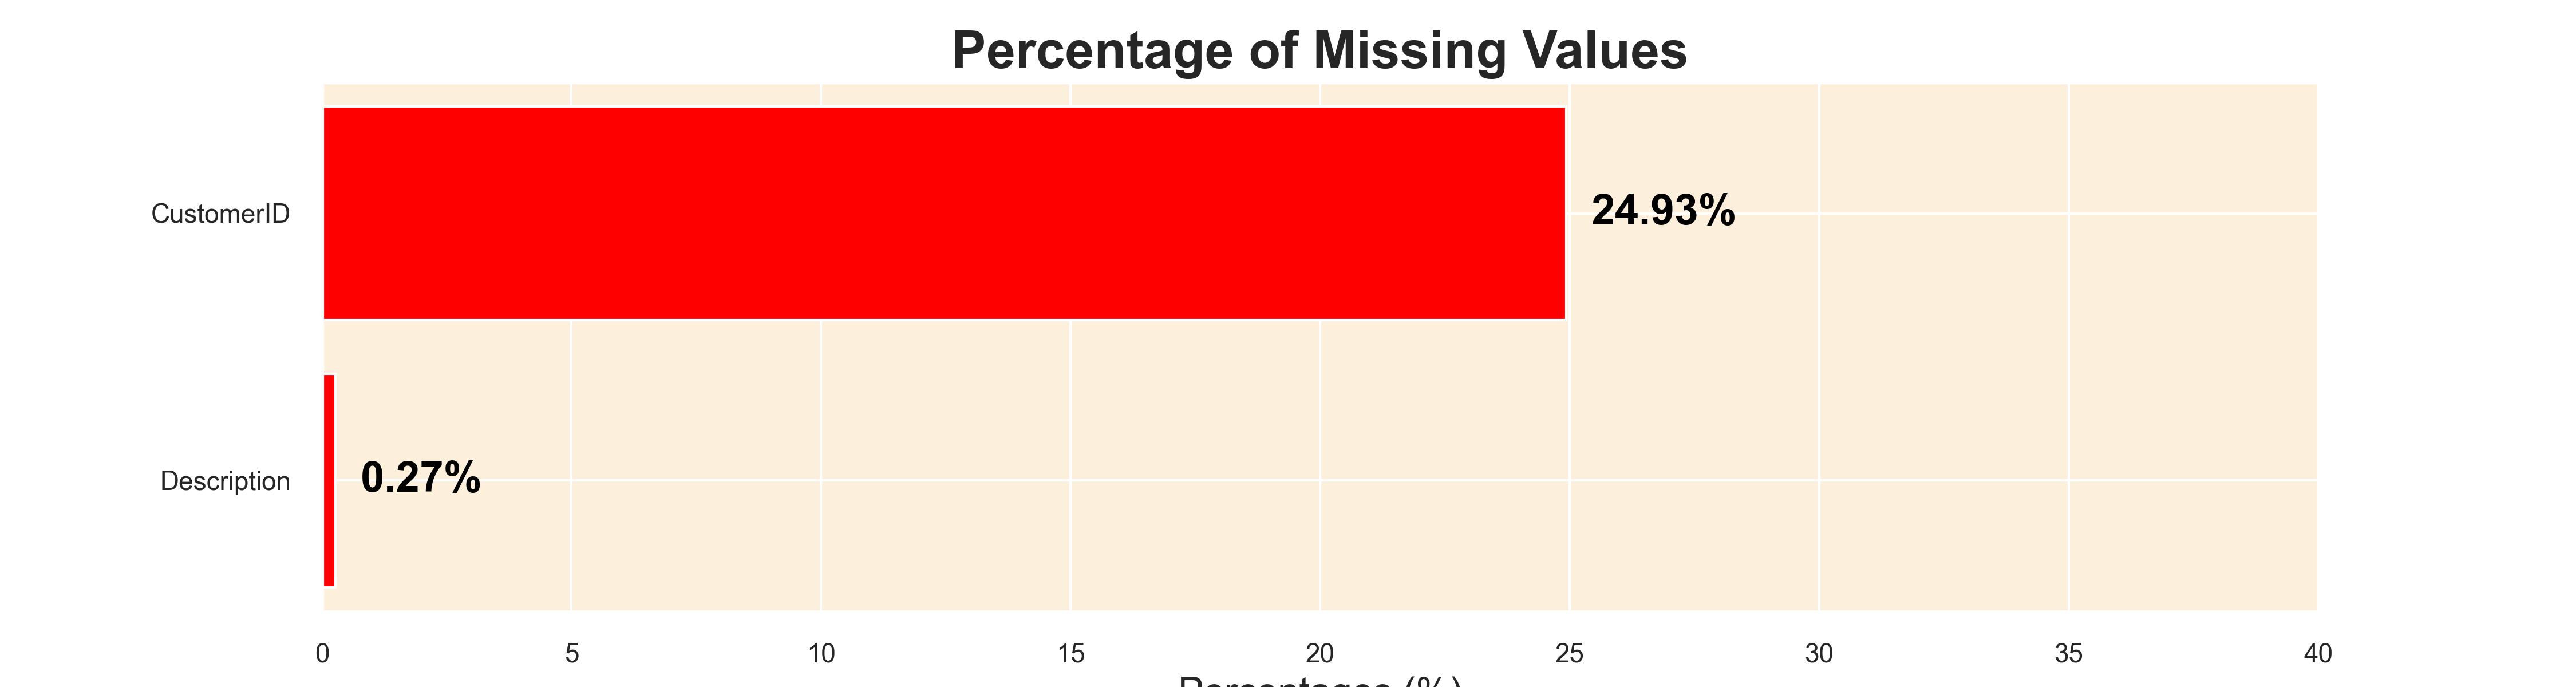 Percentage of Missing Values
CustomerID
24.93%
Description
0.27%
0 5 10 15 20 25 30 35 40
Percentages (%)